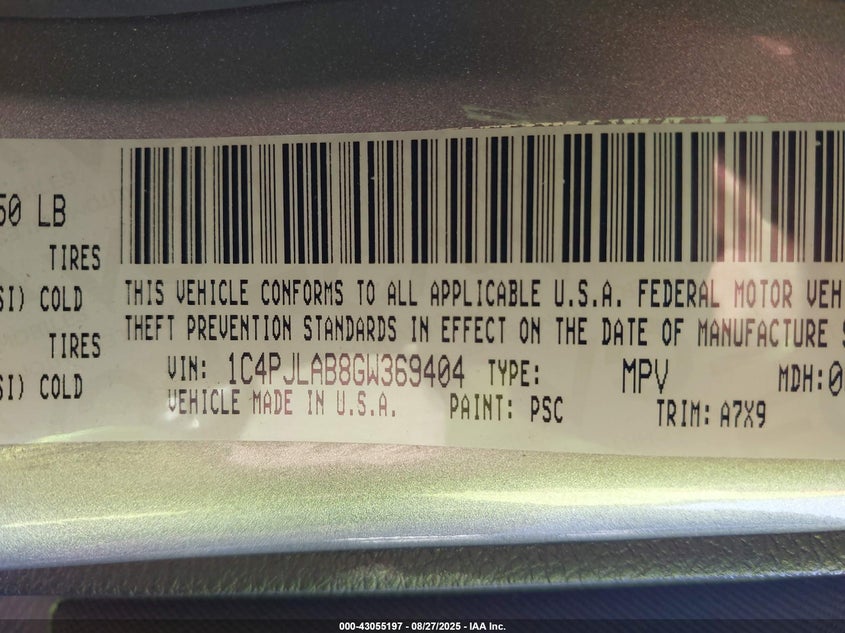 50 LB
TIRES
SI) COLD
TIRES
SI) COLD
THIS VEHICLE CONFORMS TO ALL APPLICABLE U.S.A. FEDERAL MOTOR VEH
THEFT PREVENTION STANDARDS IN EFFECT ON THE DATE OF MANUFACTURE S
VIN: 1C4PJLAB8GW369404 TYPE: MPV MDH:0
VEHICLE MADE IN U.S.A. PAINT: PSC TRIM: A7X9
000-43055197 - 08/27/2025 - IAA Inc.